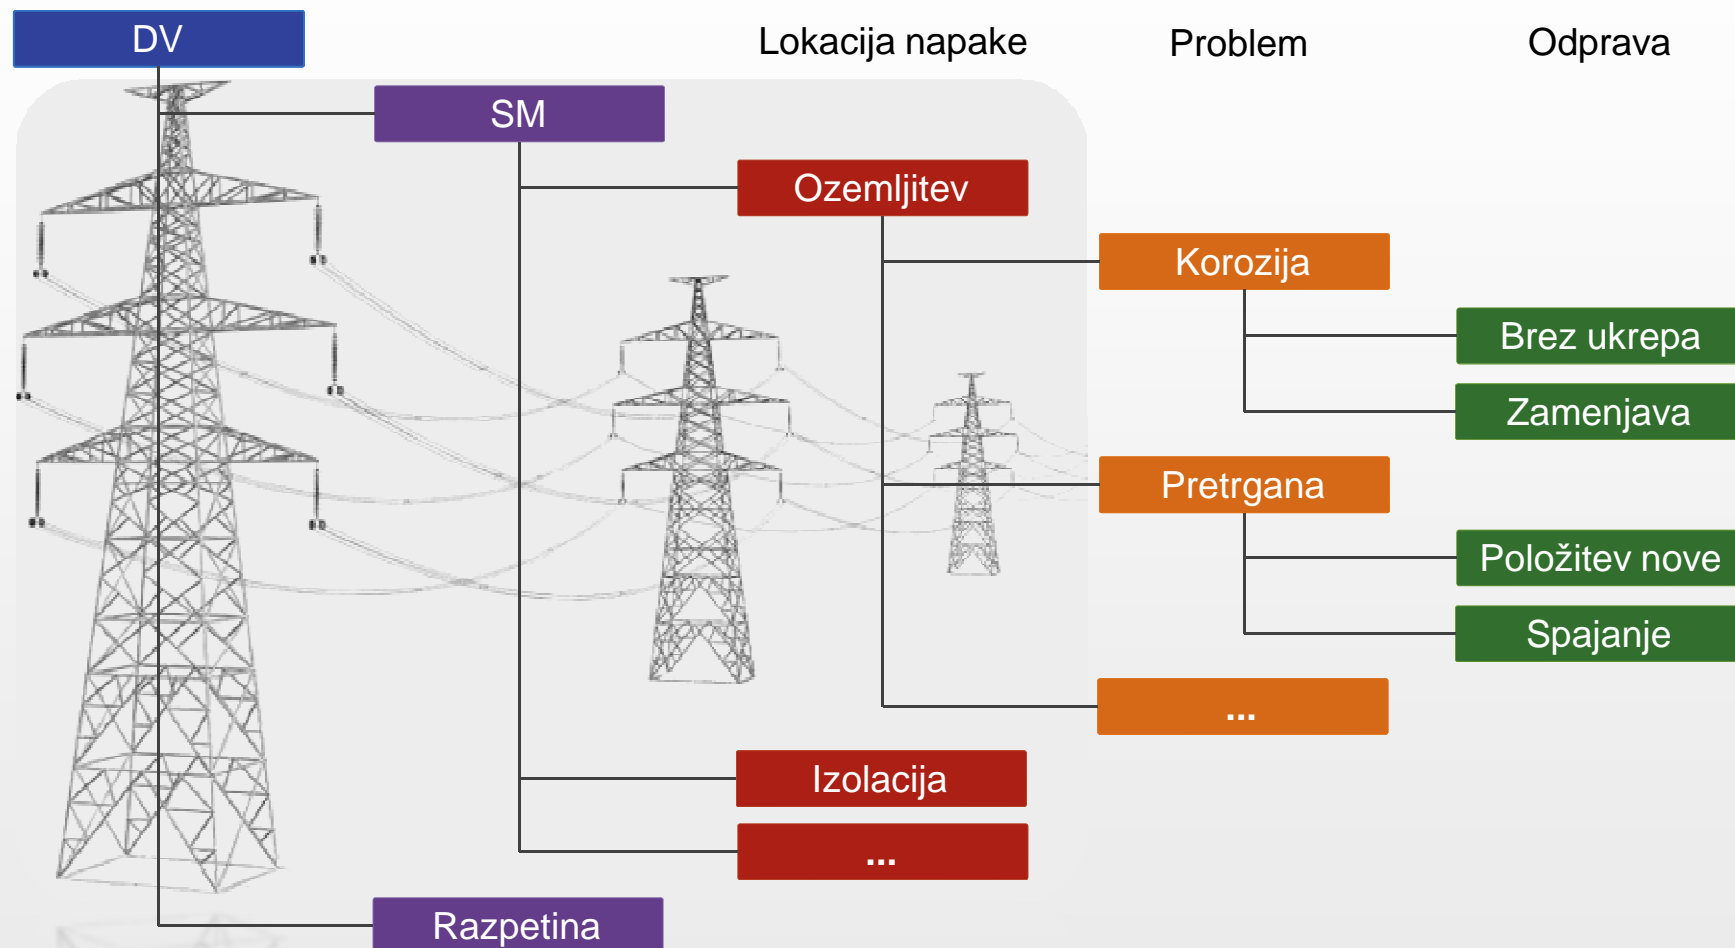 DV
Lokacija napake
Problem
Odprava
SM
Ozemljitev
Korozija
Brez ukrepa
Zamenjava
Pretrgana
Položitev nove
Spajanje
...
Izolacija
...
Razpetina